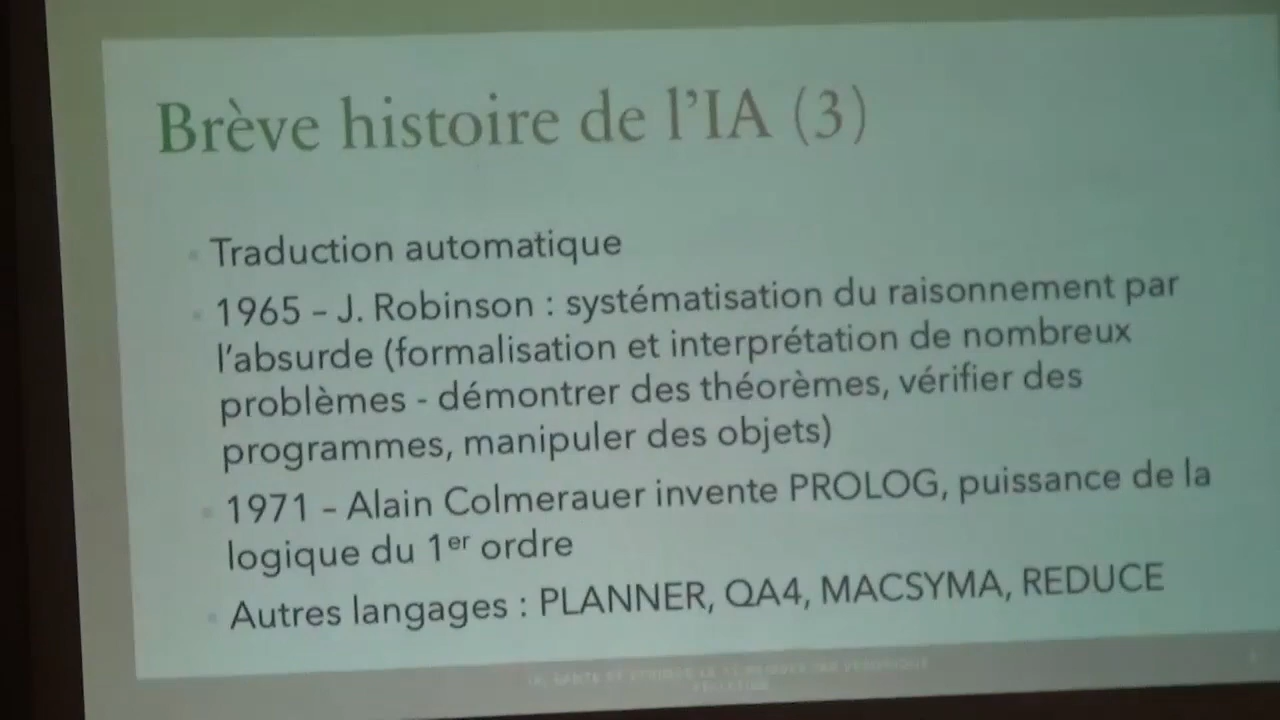 Brève histoire de l'IA (3)
Traduction automatique
1965 – J. Robinson : systématisation du raisonnement par
l'absurde (formalisation et interprétation de nombreux
problèmes - démontrer des théorèmes, vérifier des
programmes, manipuler des objets)
1971 – Alain Colmerauer invente PROLOG, puissance de la
logique du 1er ordre
Autres langages : PLANNER, QA4, MACSYMA, REDUCE